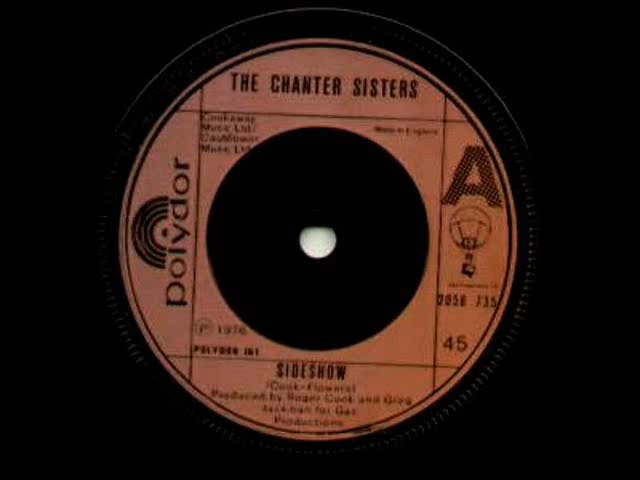 THE CHANTER SISTERS
Cookaway
Music Ltd/
Cauliflower
Music Ltd
Made in England
A
polydor
2058 735
℗ 1976
45
POLYDOR INT
SIDESHOW
(Cook-Flowers)
Produced by Roger Cook and Greg
Jackman for Gas
Productions